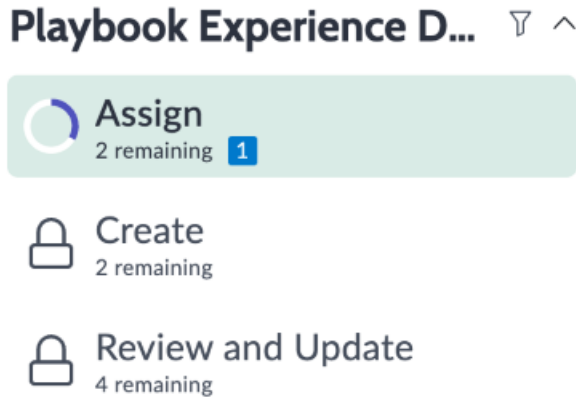 Playbook Experience D...
Assign
2 remaining 1
Create
2 remaining
Review and Update
4 remaining